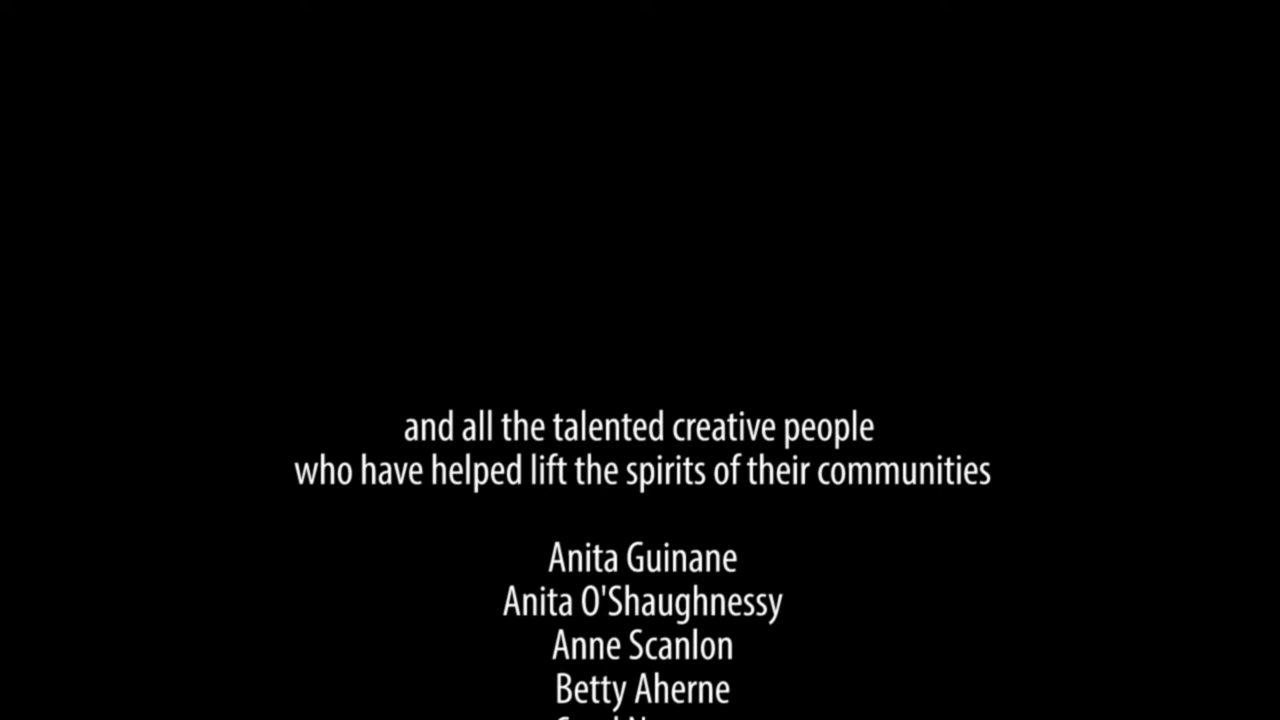 and all the talented creative people
who have helped lift the spirits of their communities
Anita Guinane
Anita O'Shaughnessy
Anne Scanlon
Betty Aherne